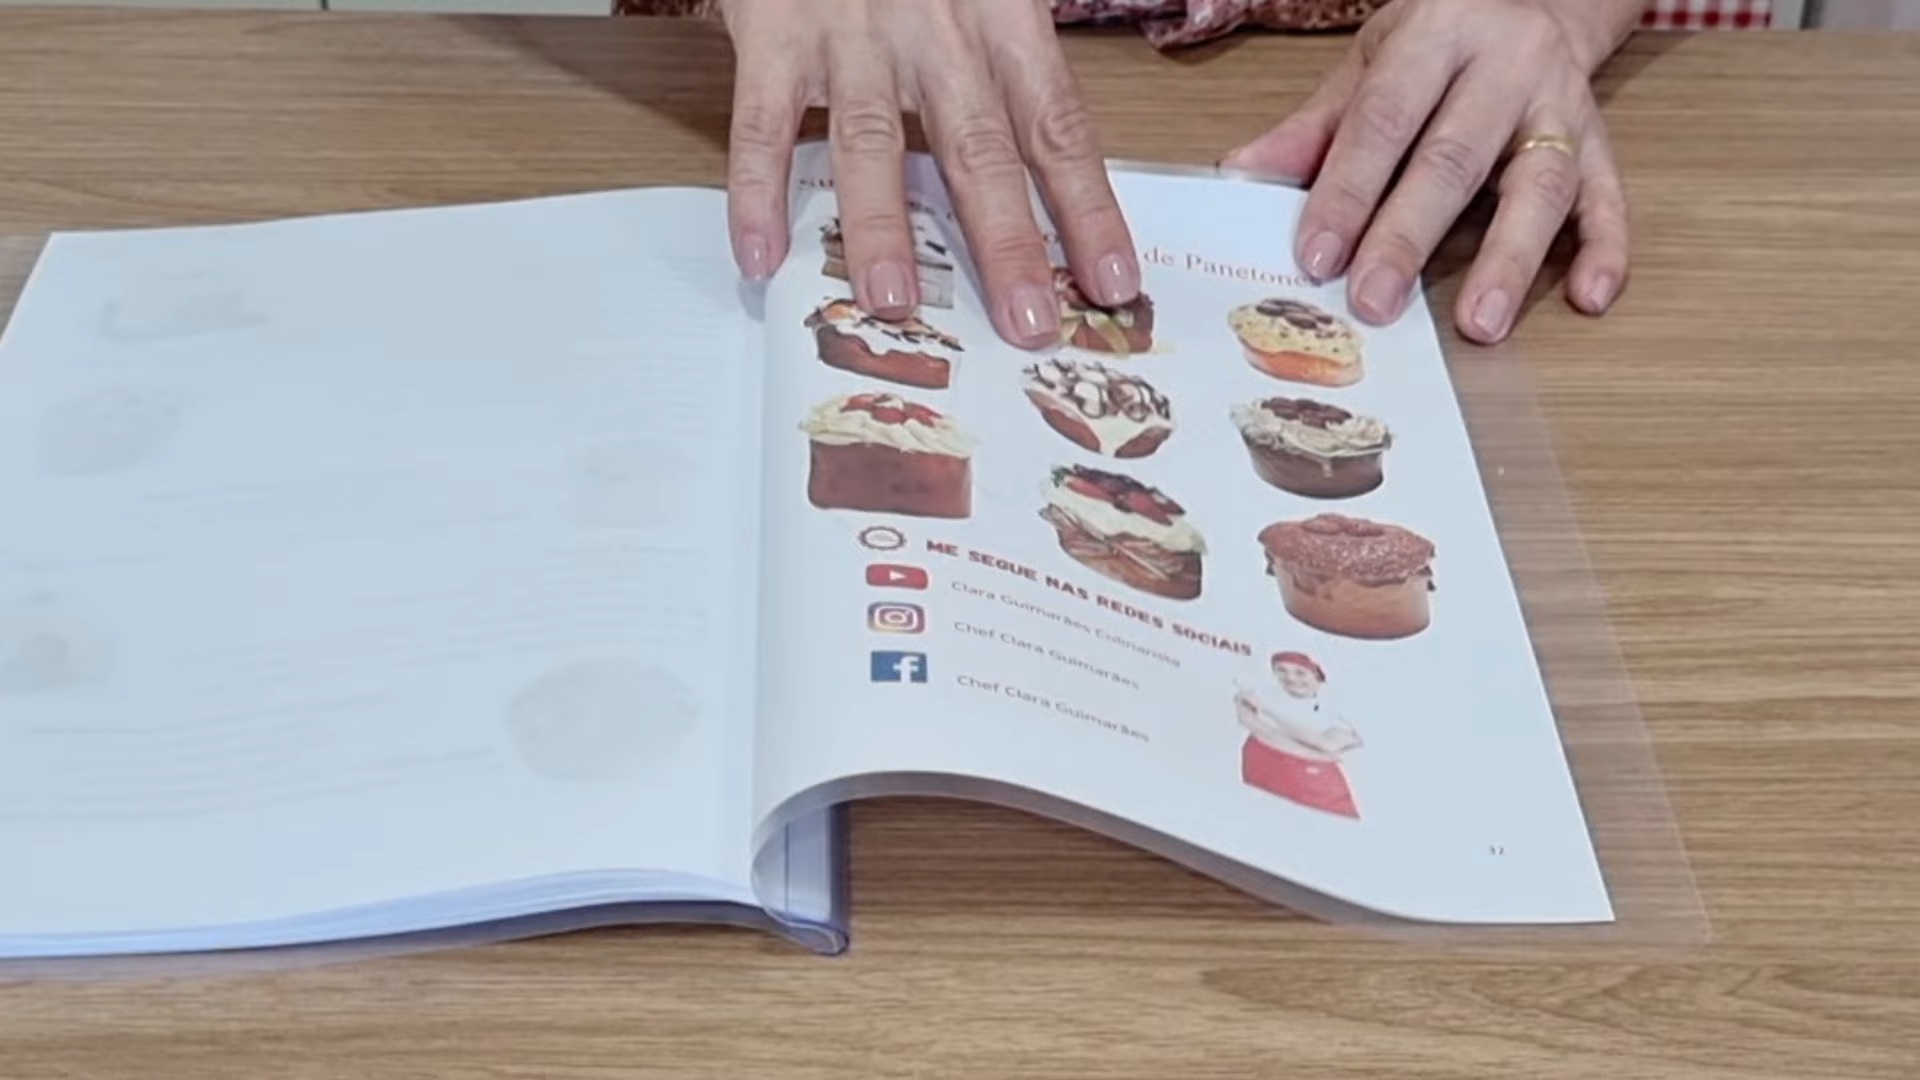 de Panetones
ME SEGUE NAS REDES SOCIAIS
Clara Guimarães Culinarista
Chef Clara Guimarães
Chef Clara Guimarães
32